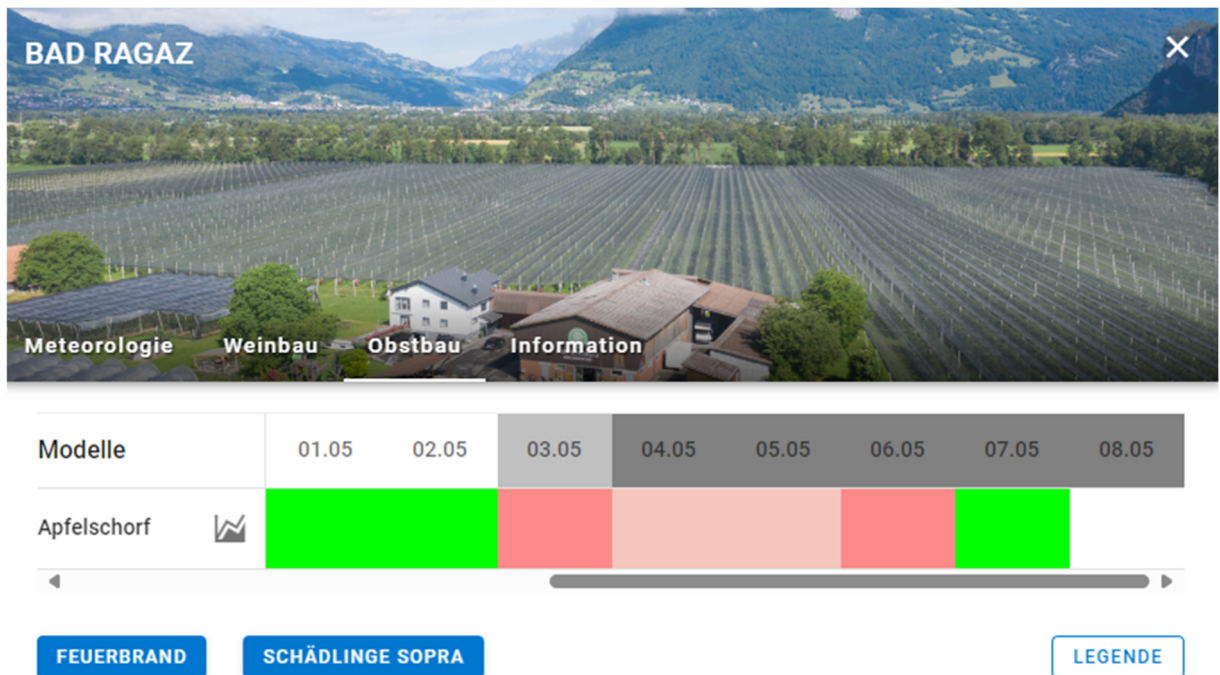 BAD RAGAZ
Meteorologie Weinbau Obstbau Information
Modelle 01.05 02.05 03.05 04.05 05.05 06.05 07.05 08.05
Apfelschorf
FEUERBRAND SCHÄDLINGE SOPRA LEGENDE